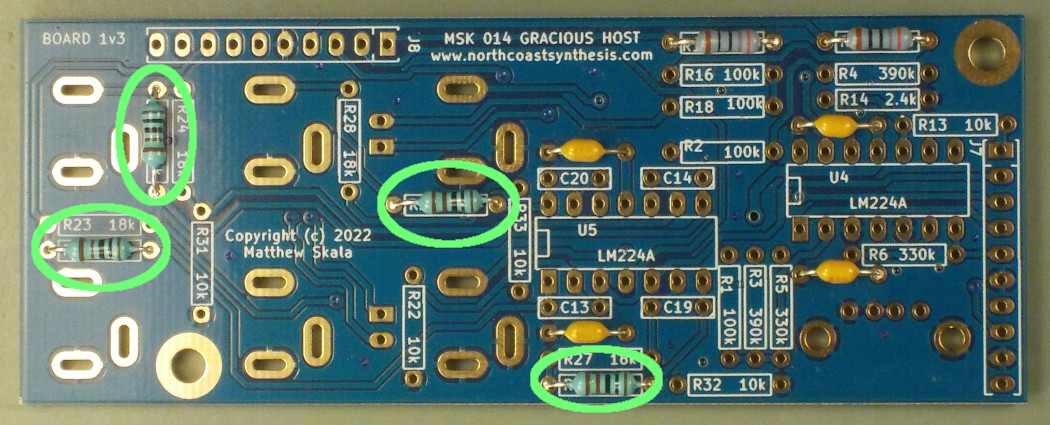 BOARD 1v3
J8
MSK 014 GRACIOUS HOST
www.northcoastsynthesis.com
R16 100k
R4 390k
R18 100k
R14 2.4k
R13 10k
J7
R2 100k
R24
R28 18k
C20
C14
U4
LM224A
R23 18k
R33 10k
U5
LM224A
R31 10k
Copyright (c) 2022
Matthew Skala
R6 330k
R22 10k
C13
C19
R1 100k
R3 390k
R5 330k
R27 18k
R32 10k